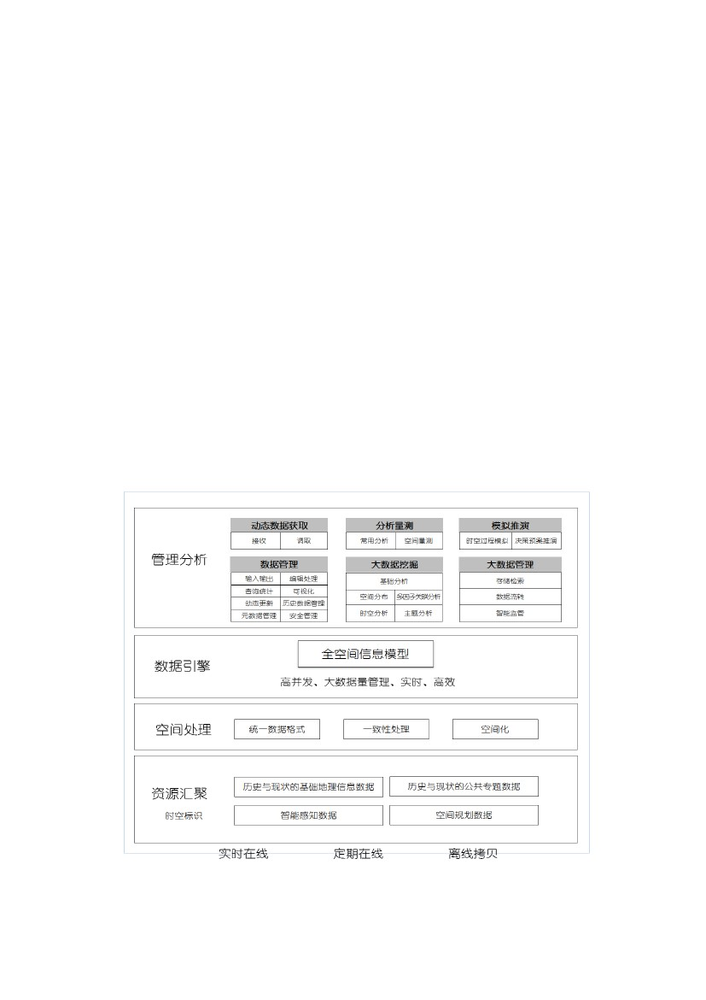 动态数据获取 分析量测 模拟推演
接收 调取 常用分析 空间量测 时空过程模拟 决策预案推演
管理分析
数据管理 大数据挖掘 大数据管理
输入输出 编辑处理 基础分析 存储检索
查询统计 可视化 空间分布 多因子关联分析 数据流转
动态更新 历史数据管理
元数据管理 安全管理 时空分析 主题分析 智能监管
数据引擎
全空间信息模型
高并发、大数据量管理、实时、高效
空间处理 统一数据格式 一致性处理 空间化
资源汇聚 历史与现状的基础地理信息数据 历史与现状的公共专题数据
时空标识 智能感知数据 空间规划数据
实时在线 定期在线 离线拷贝